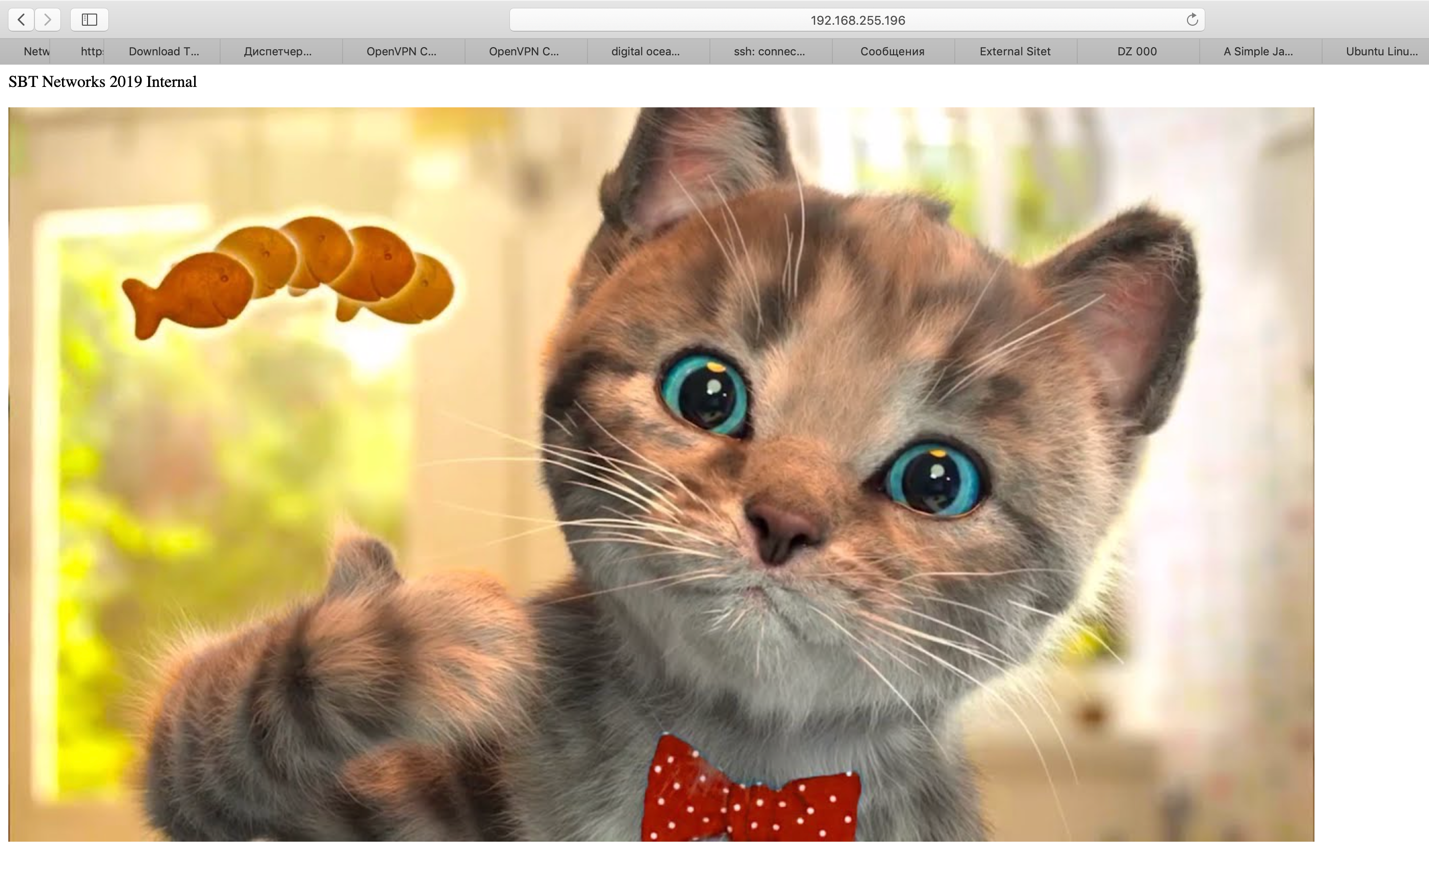 192.168.255.196
Netw
http:
Download T...
Диспетчер...
OpenVPN C...
OpenVPN C...
digital ocea...
ssh: connec...
Сообщения
External Sitet
DZ 000
A Simple Ja...
Ubuntu Linu...
SBT Networks 2019 Internal